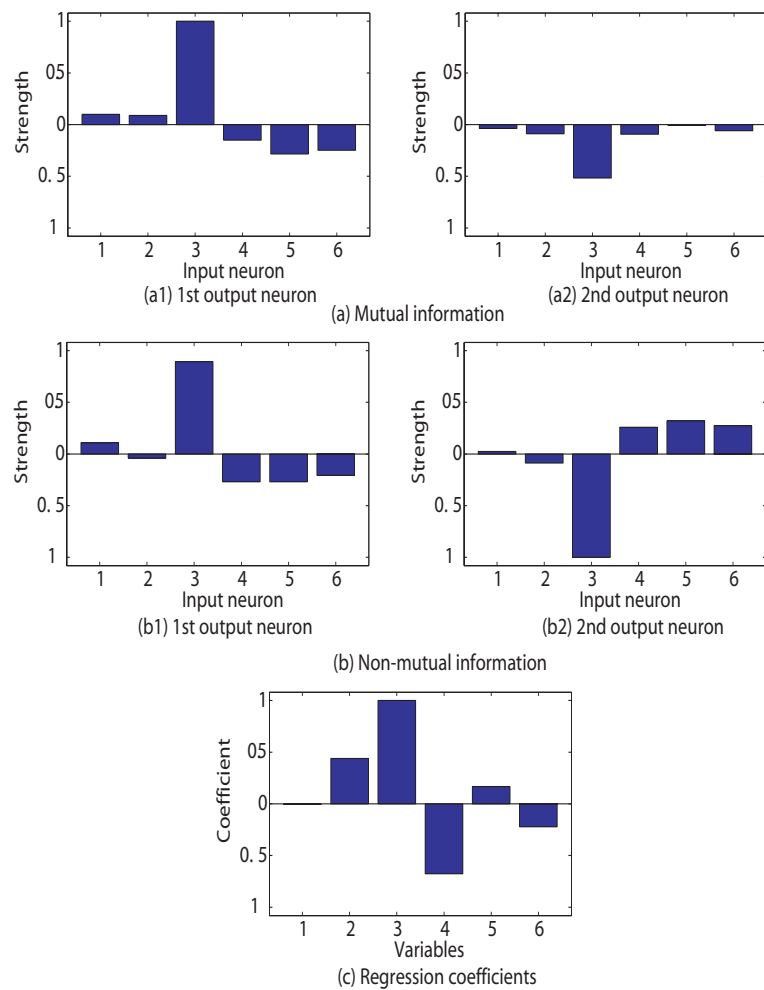 1
05
0
0. 5
1
Strength
1 2 3 4 5 6
Input neuron
(a1) 1st output neuron
1
05
0
0. 5
1
Strength
1 2 3 4 5 6
Input neuron
(a2) 2nd output neuron
(a) Mutual information
1
05
0
0. 5
1
Strength
1 2 3 4 5 6
Input neuron
(b1) 1st output neuron
1
05
0
0. 5
1
Strength
1 2 3 4 5 6
Input neuron
(b2) 2nd output neuron
(b) Non-mutual information
1
05
0
0. 5
1
Coefficient
1 2 3 4 5 6
Variables
(c) Regression coefficients